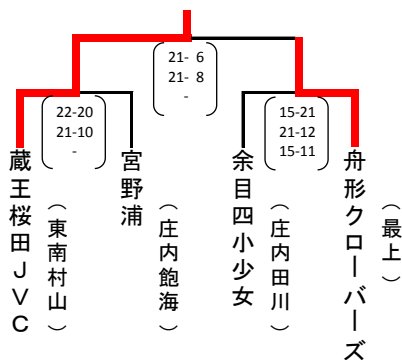 21- 6
21- 8
-
22-20
21-10
-
15-21
21-12
15-11
蔵王桜田JVC
（東南村山）
宮野浦
（庄内飽海）
余目四小少女
（庄内田川）
舟形クローバーズ
（最上）